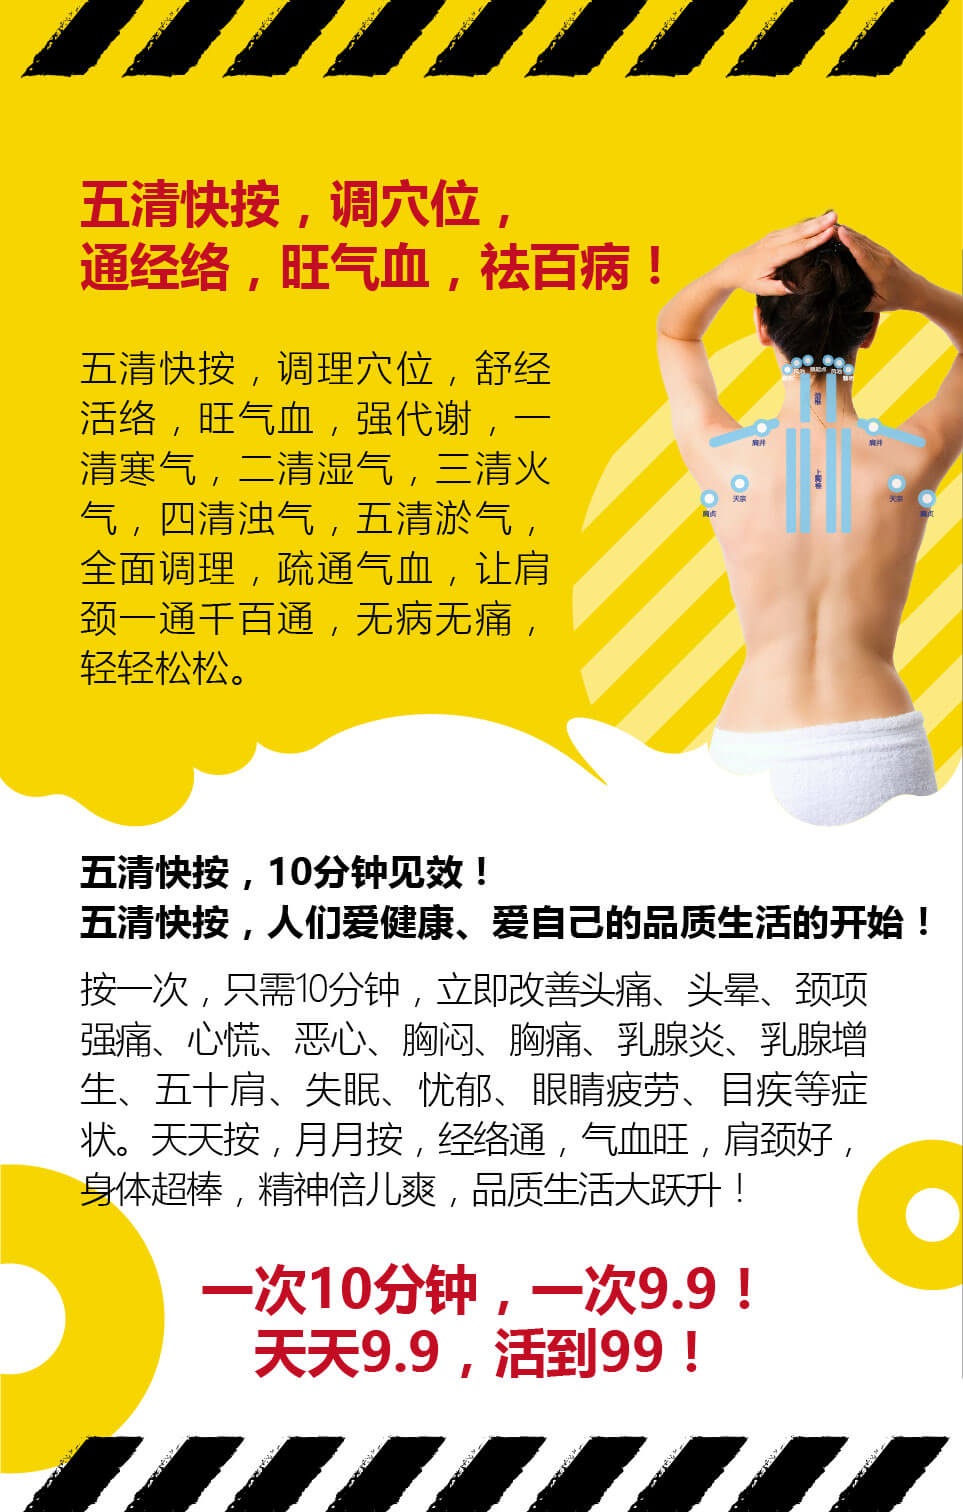 五清快按，调穴位，
通经络，旺气血，祛百病！
五清快按，调理穴位，舒经
活络，旺气血，强代谢，一
清寒气，二清湿气，三清火
气，四清浊气，五清淤气，
全面调理，疏通气血，让肩
颈一通千百通，无病无痛，
轻轻松松。
肩井
肩井
上胸椎
天宗
天宗
肩贞
肩贞
五清快按，10分钟见效！
五清快按，人们爱健康、爱自己的品质生活的开始！
按一次，只需10分钟，立即改善头痛、头晕、颈项
强痛、心慌、恶心、胸闷、胸痛、乳腺炎、乳腺增
生、五十肩、失眠、忧郁、眼睛疲劳、目疾等症
状。天天按，月月按，经络通，气血旺，肩颈好，
身体超棒，精神倍儿爽，品质生活大跃升！
一次10分钟，一次9.9！
天天9.9，活到99！